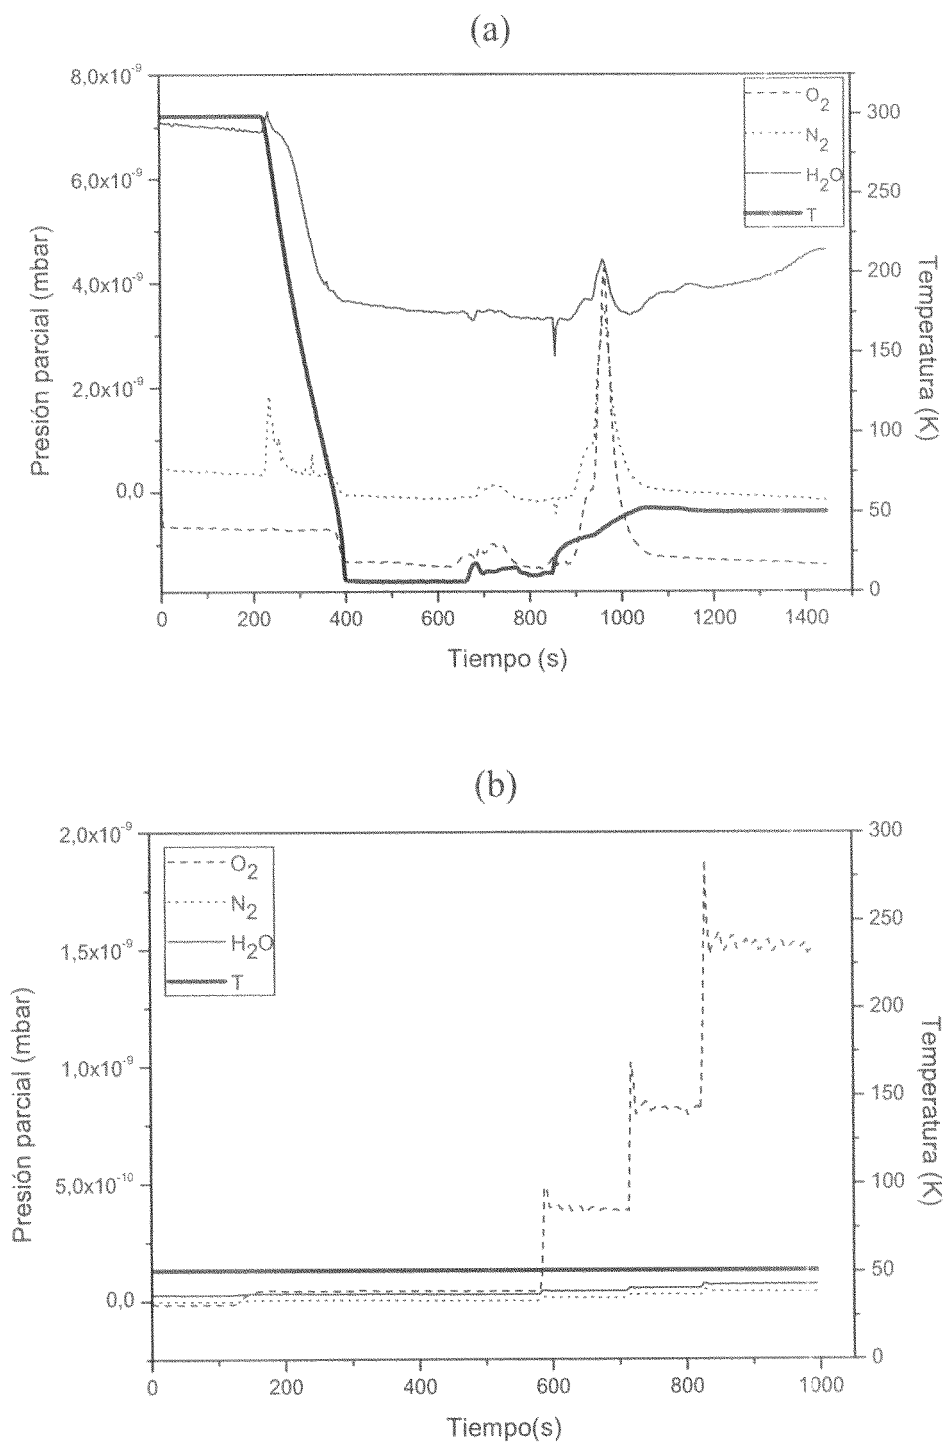 (a)
8,0x10⁻⁹
6,0x10⁻⁹
4,0x10⁻⁹
2,0x10⁻⁹
0,0
Presión parcial (mbar)
O₂
N₂
H₂O
T
300
250
200
150
100
50
0
Temperatura (K)
0 200 400 600 800 1000 1200 1400
Tiempo (s)
(b)
2,0x10⁻⁹
1,5x10⁻⁹
1,0x10⁻⁹
5,0x10⁻¹⁰
0,0
Presión parcial (mbar)
O₂
N₂
H₂O
T
300
250
200
150
100
50
0
Temperatura (K)
0 200 400 600 800 1000
Tiempo(s)